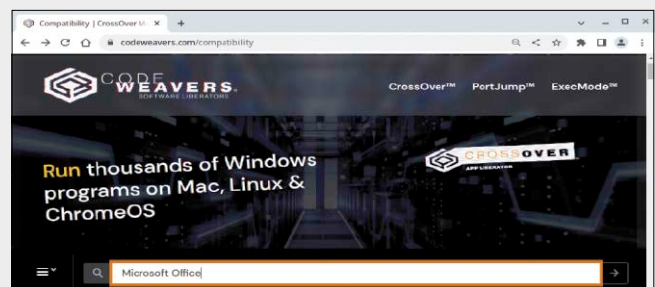 Compatibility | CrossOver
codeweavers.com/compatibility
CODE
WEAVERS.
SOFTWARE LIBERATORS
CrossOver™ PortJump™ ExecMode™
CROSSOVER
APP LIBERATOR
Run thousands of Windows
programs on Mac, Linux &
ChromeOS
Microsoft Office